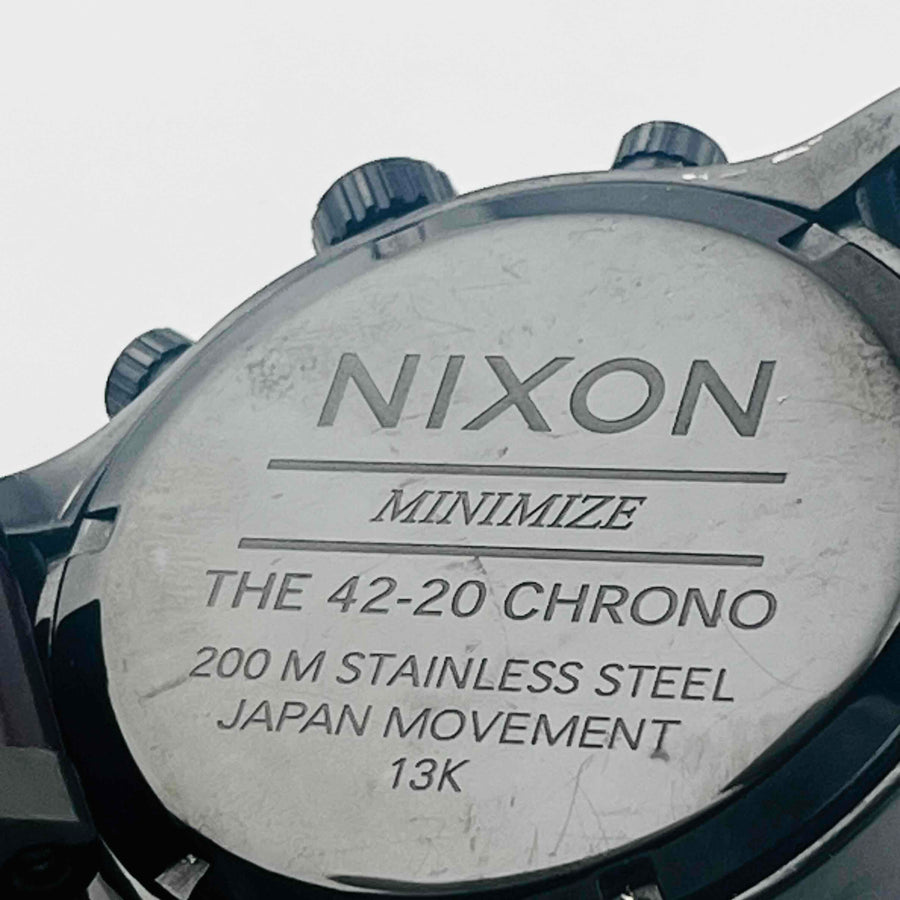 NIXON
MINIMIZE
THE 42-20 CHRONO
200 M STAINLESS STEEL
JAPAN MOVEMENT
13K